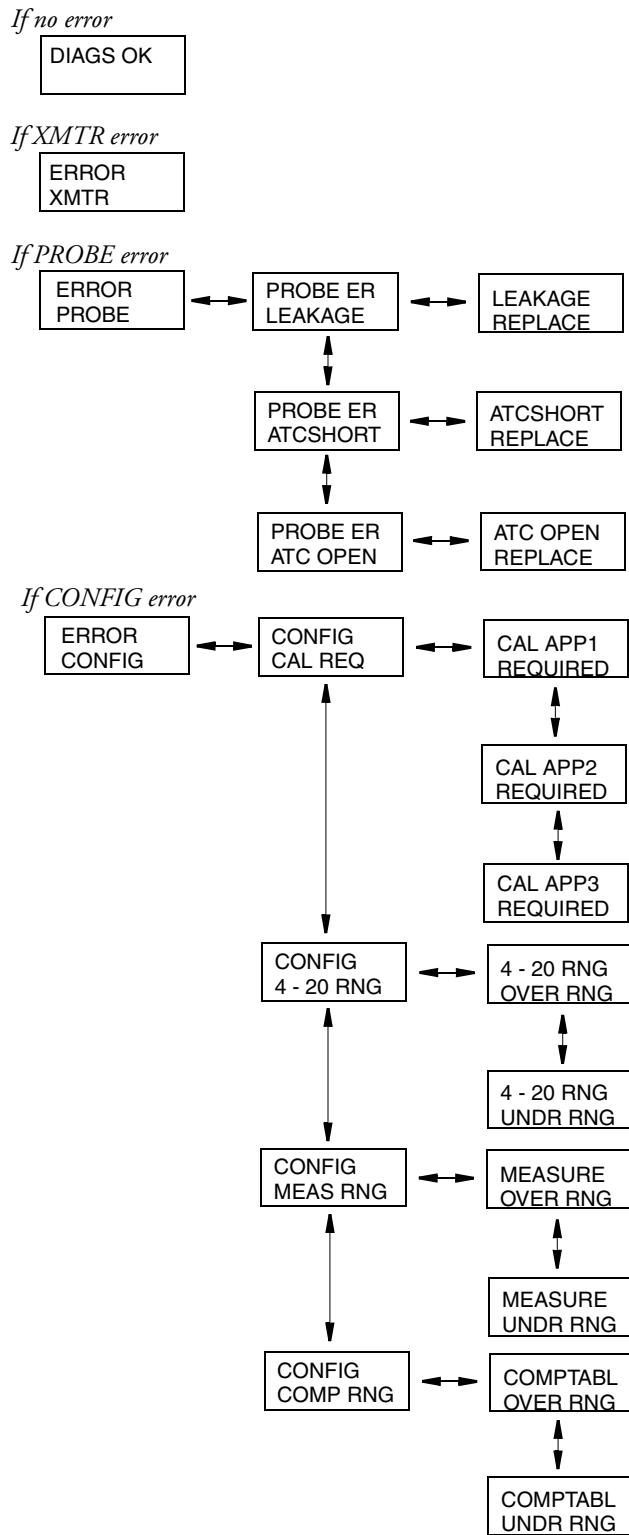 If no error
DIAGS OK
If XMTR error
ERROR
XMTR
If PROBE error
ERROR
PROBE
PROBE ER
LEAKAGE
LEAKAGE
REPLACE
PROBE ER
ATCSHORT
ATCSHORT
REPLACE
PROBE ER
ATC OPEN
ATC OPEN
REPLACE
If CONFIG error
ERROR
CONFIG
CONFIG
CAL REQ
CAL APP1
REQUIRED
CAL APP2
REQUIRED
CAL APP3
REQUIRED
CONFIG
4 - 20 RNG
4 - 20 RNG
OVER RNG
4 - 20 RNG
UNDR RNG
CONFIG
MEAS RNG
MEASURE
OVER RNG
MEASURE
UNDR RNG
CONFIG
COMP RNG
COMPTABL
OVER RNG
COMPTABL
UNDR RNG